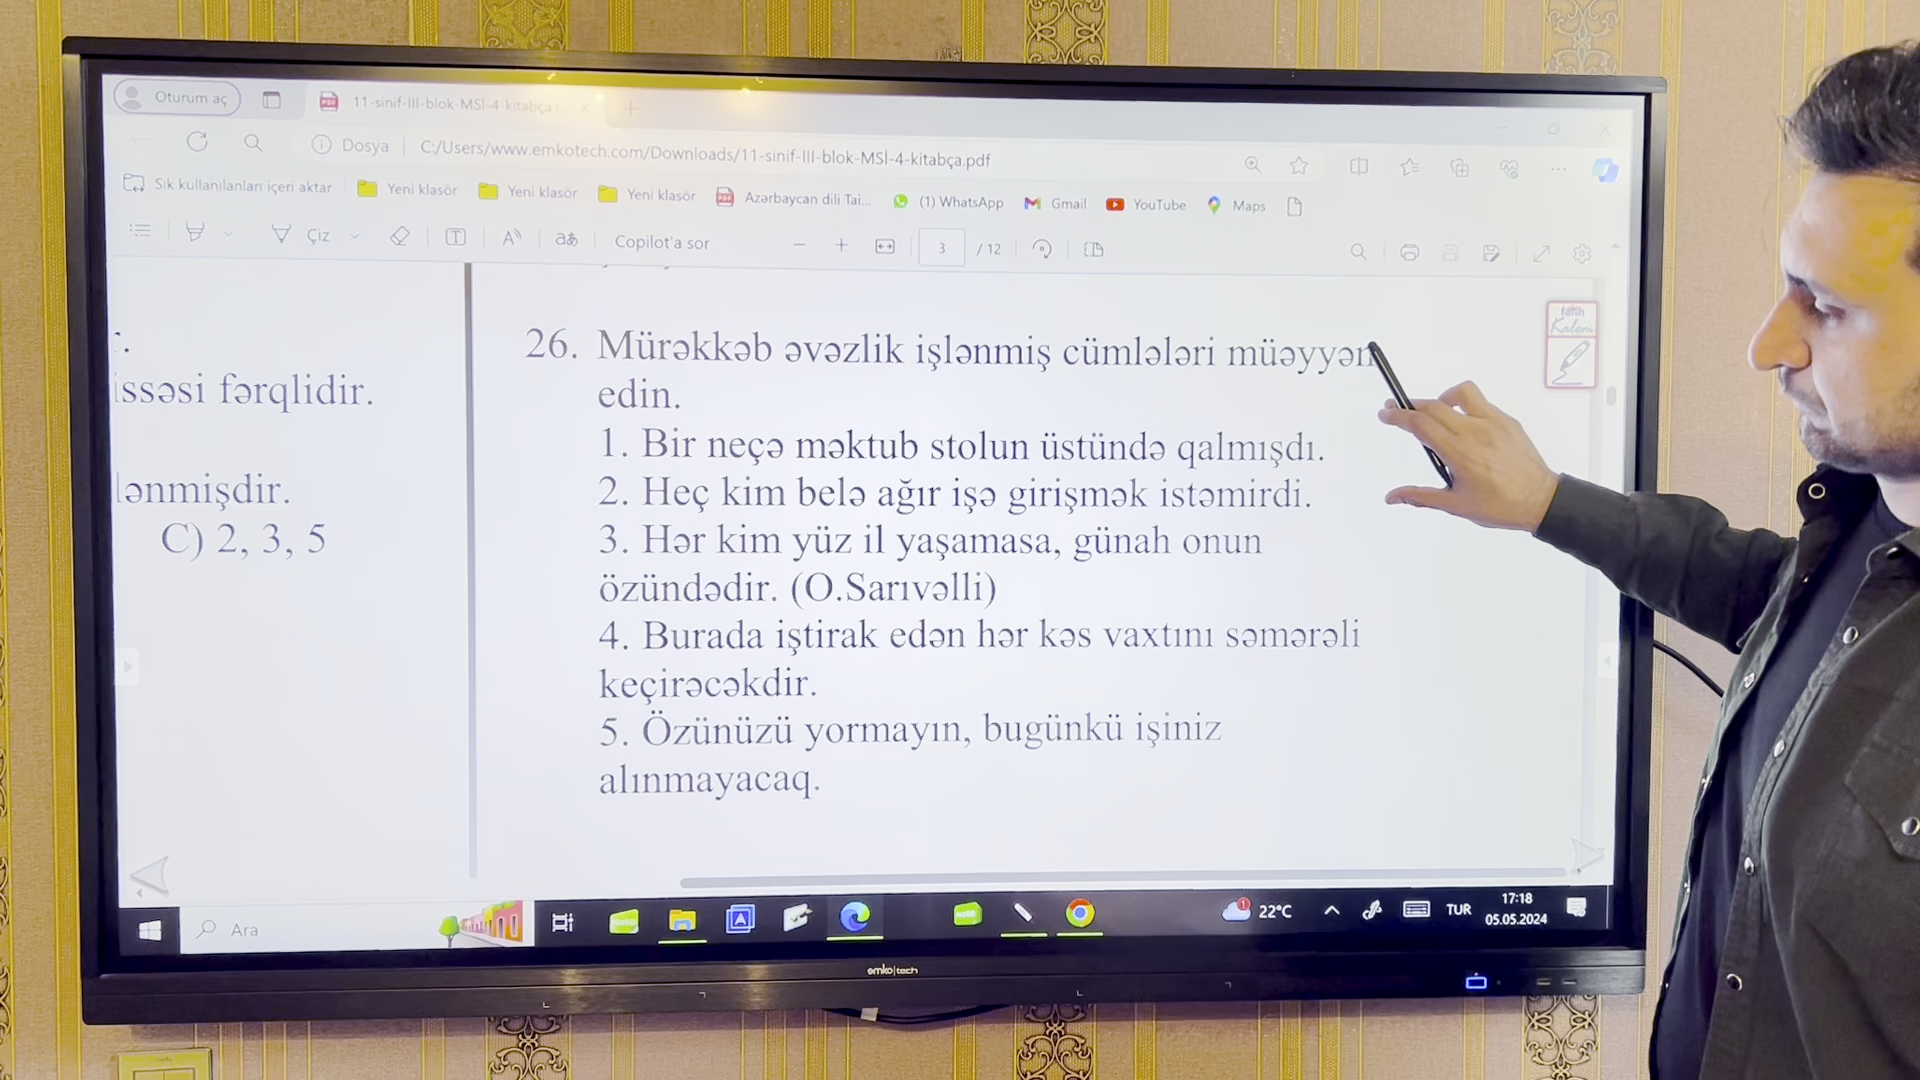 Oturum aç
11-sinif-III-blok-MSİ-4-kitabça
Dosya
C:/Users/www.emkotech.com/Downloads/11-sinif-III-blok-MSİ-4-kitabça.pdf
Sık kullanılanları içeri aktar
Yeni klasör
Yeni klasör
Yeni klasör
Azərbaycan dili Tai...
(1) WhatsApp
Gmail
YouTube
Maps
Çiz
Copilot'a sor
3
/ 12
issəsi fərqlidir.
lənmişdir.
C) 2, 3, 5
26. Mürəkkəb əvəzlik işlənmiş cümlələri müəyyən
edin.
1. Bir neçə məktub stolun üstündə qalmışdı.
2. Heç kim belə ağır işə girişmək istəmirdi.
3. Hər kim yüz il yaşamasa, günah onun
özündədir. (O.Sarıvəlli)
4. Burada iştirak edən hər kəs vaxtını səmərəli
keçirəcəkdir.
5. Özünüzü yormayın, bugünkü işiniz
alınmayacaq.
fatih
Kalem
Ara
22°C
TUR
17:18
05.05.2024
emko|tech